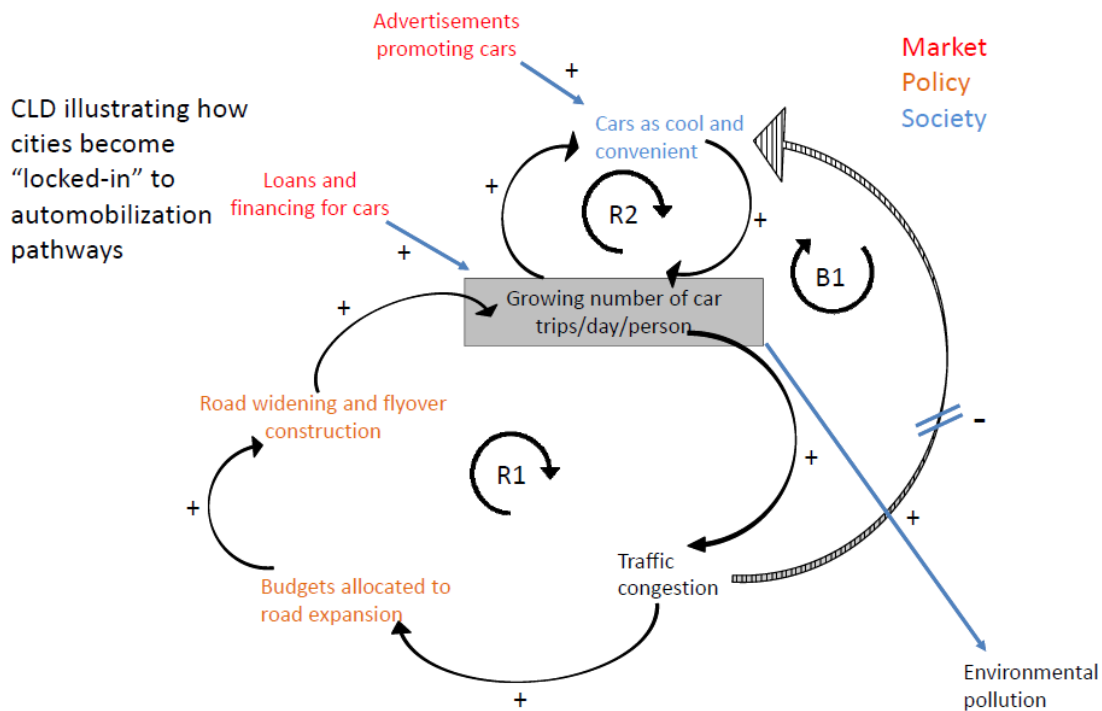 Advertisements
promoting cars
+
Market
Policy
Society
CLD illustrating how
cities become
“locked-in” to
automobilization
pathways
Cars as cool and
convenient
Loans and
financing for cars
+
+
R2
+
+
B1
Growing number of car
trips/day/person
+
Road widening and flyover
construction
-
R1
+
+
+
Traffic
congestion
Budgets allocated to
road expansion
Environmental
pollution
+